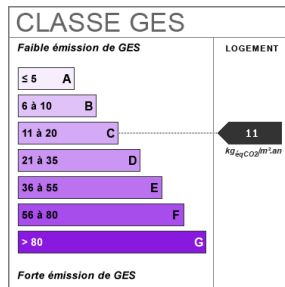 CLASSE GES
Faible émission de GES
LOGEMENT
≤ 5 A
6 à 10 B
11 à 20 C
11
kgéqCO2/m².an
21 à 35 D
36 à 55 E
56 à 80 F
> 80 G
Forte émission de GES